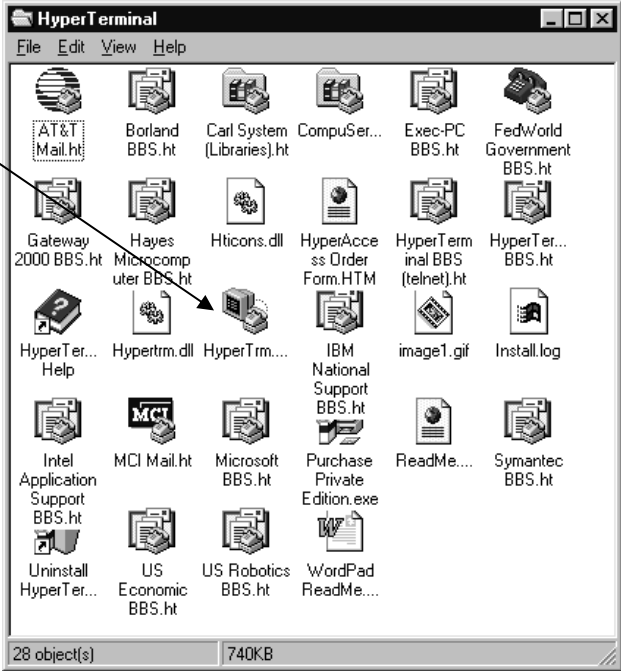 HyperTerminal
File Edit View Help
AT&T
Mail.ht
Borland
BBS.ht
Carl System
(Libraries).ht
CompuSer...
Exec-PC
BBS.ht
FedWorld
Government
BBS.ht
Gateway
2000 BBS.ht
Hayes
Microcomp
uter BBS.ht
Hticons.dll
HyperAcce
ss Order
Form.HTM
HyperTerm
inal BBS
(telnet).ht
HyperTer...
BBS.ht
HyperTer...
Help
Hypertrm.dll
HyperTrm....
IBM
National
Support
BBS.ht
image1.gif
Install.log
Intel
Application
Support
BBS.ht
MCI
MCI Mail.ht
Microsoft
BBS.ht
Purchase
Private
Edition.exe
ReadMe....
Symantec
BBS.ht
Uninstall
HyperTer...
US
Economic
BBS.ht
US Robotics
BBS.ht
W
WordPad
ReadMe....
28 object(s) 740KB